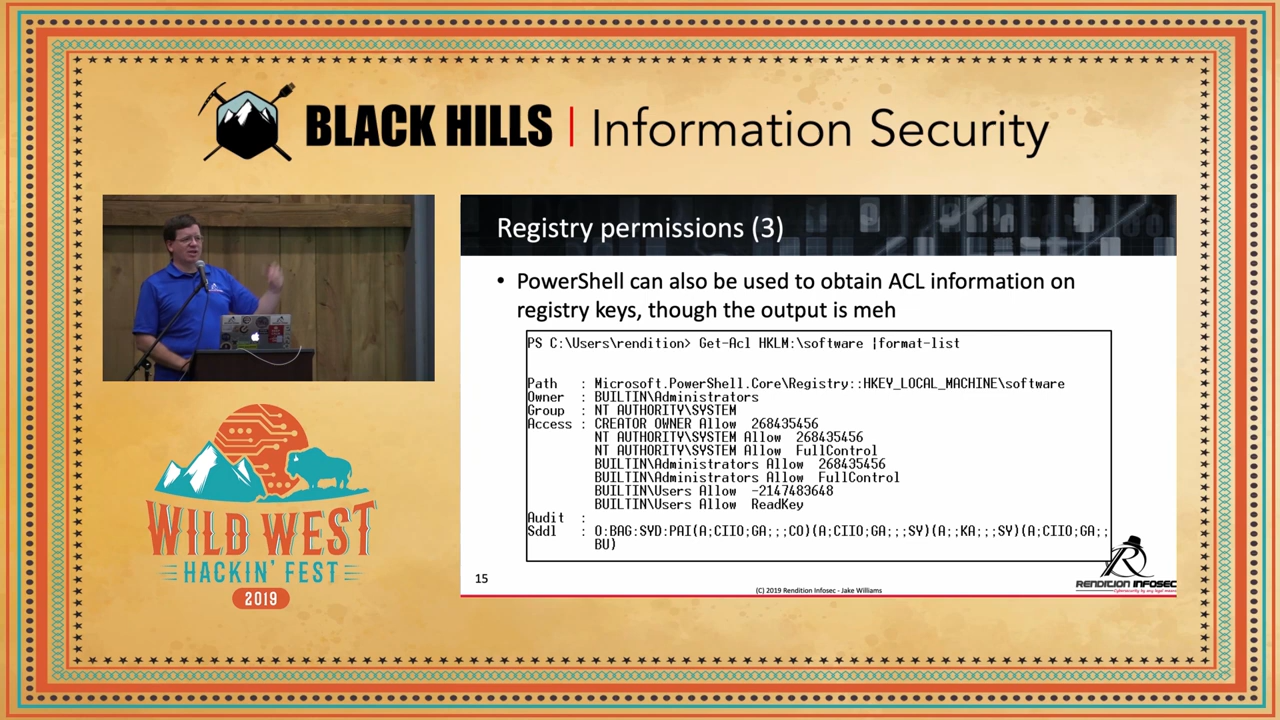 BLACK HILLS | Information Security
Registry permissions (3)
• PowerShell can also be used to obtain ACL information on
registry keys, though the output is meh
PS C:\Users\rendition> Get-Acl HKLM:\software |format-list
Path : Microsoft.PowerShell.Core\Registry::HKEY_LOCAL_MACHINE\software
Owner : BUILTIN\Administrators
Group : NT AUTHORITY\SYSTEM
Access : CREATOR OWNER Allow 268435456
NT AUTHORITY\SYSTEM Allow 268435456
NT AUTHORITY\SYSTEM Allow FullControl
BUILTIN\Administrators Allow 268435456
BUILTIN\Administrators Allow FullControl
BUILTIN\Users Allow -2147483648
BUILTIN\Users Allow ReadKey
Audit :
Sddl : O:BAG:SYD:PAI(A;CIIO;GA;;;CO)(A;CIIO;GA;;;SY)(A;;KA;;;SY)(A;CIIO;GA;;
BU)
15
(C) 2019 Rendition Infosec - Jake Williams
RENDITION INFOSEC
Cybersecurity by any legal means
WILD WEST
HACKIN' FEST
2019